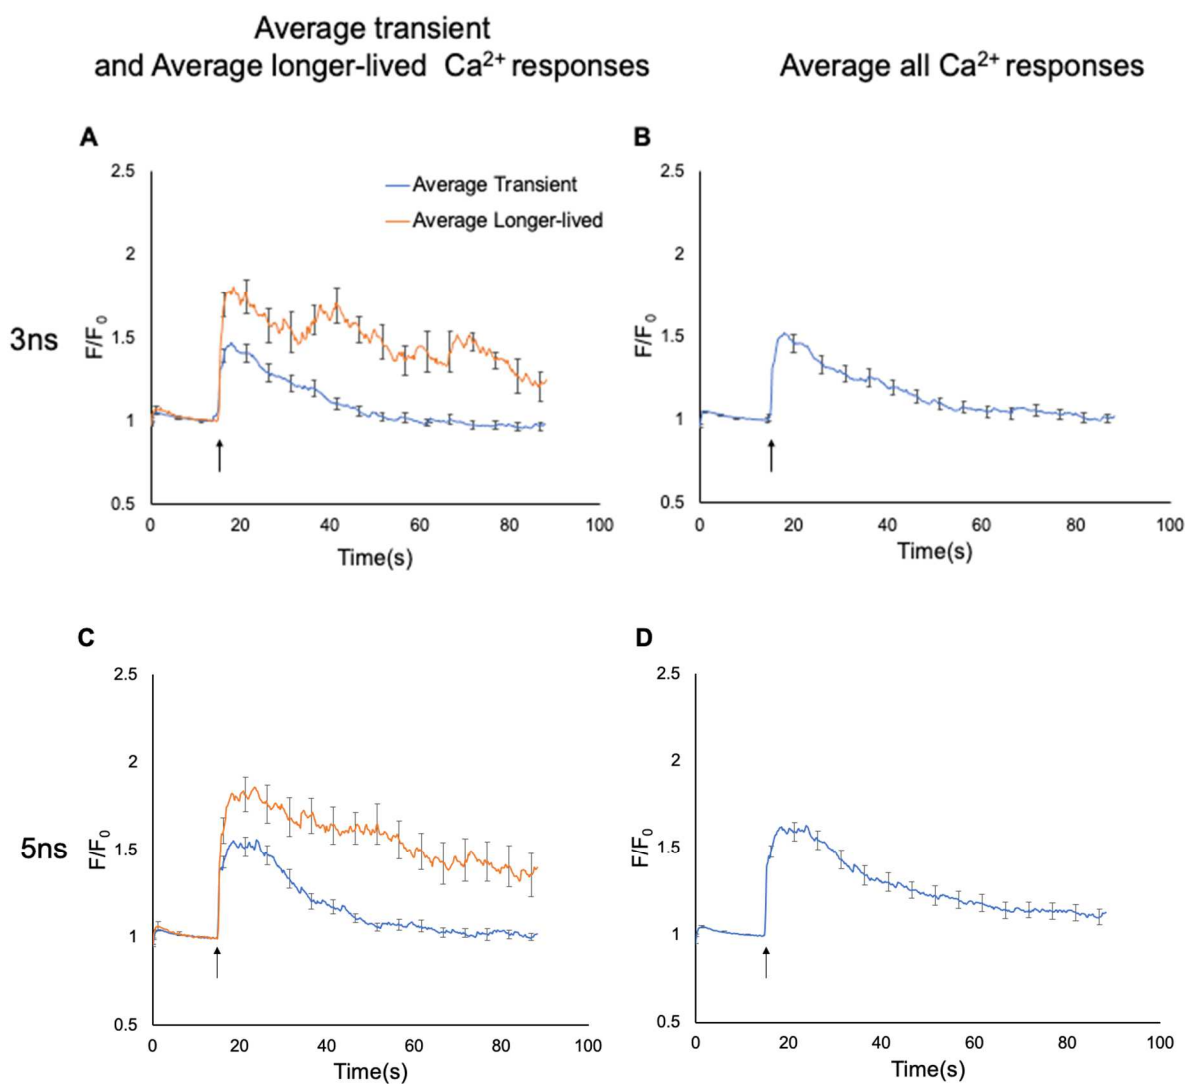 Average transient
and Average longer-lived Ca²⁺ responses
Average all Ca²⁺ responses
A
2.5
2
1.5
1
0.5
F/F₀
Average Transient
Average Longer-lived
0 20 40 60 80 100
Time(s)
B
2.5
2
1.5
1
0.5
F/F₀
0 20 40 60 80 100
Time(s)
3ns
C
2.5
2
1.5
1
0.5
F/F₀
0 20 40 60 80 100
Time(s)
D
2.5
2
1.5
1
0.5
F/F₀
0 20 40 60 80 100
Time(s)
5ns